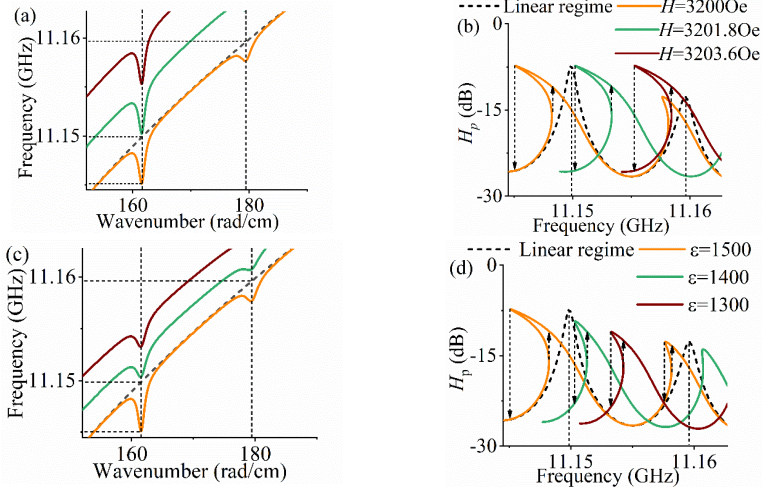 (a)
11.16
11.15
Frequency (GHz)
160
180
Wavenumber (rad/cm)
Linear regime
H=3200Oe
H=3201.8Oe
H=3203.6Oe
(b)
0
-15
-30
Hp (dB)
11.15
11.16
Frequency (GHz)
(c)
11.16
11.15
Frequency (GHz)
160
180
Wavenumber (rad/cm)
Linear regime
ε=1500
ε=1400
ε=1300
(d)
0
-15
-30
Hp (dB)
11.15
11.16
Frequency (GHz)